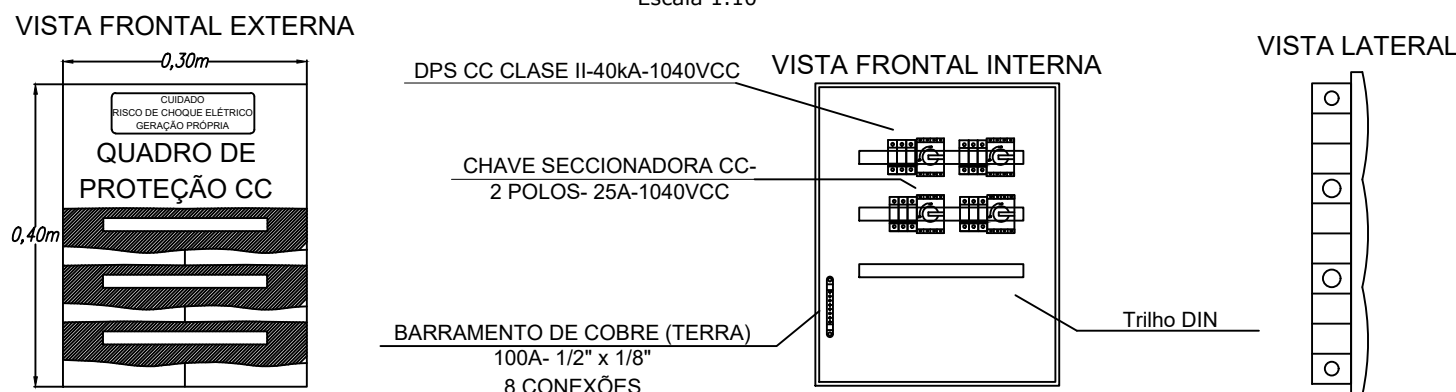 Escala 1:10
VISTA FRONTAL EXTERNA
0,30m
CUIDADO
RISCO DE CHOQUE ELÉTRICO
GERAÇÃO PRÓPRIA
QUADRO DE
PROTEÇÃO CC
0,40m
VISTA FRONTAL INTERNA
DPS CC CLASE II-40kA-1040VCC
CHAVE SECCIONADORA CC-
2 POLOS- 25A-1040VCC
BARRAMENTO DE COBRE (TERRA)
100A- 1/2" x 1/8"
8 CONEXÕES
Trilho DIN
VISTA LATERAL